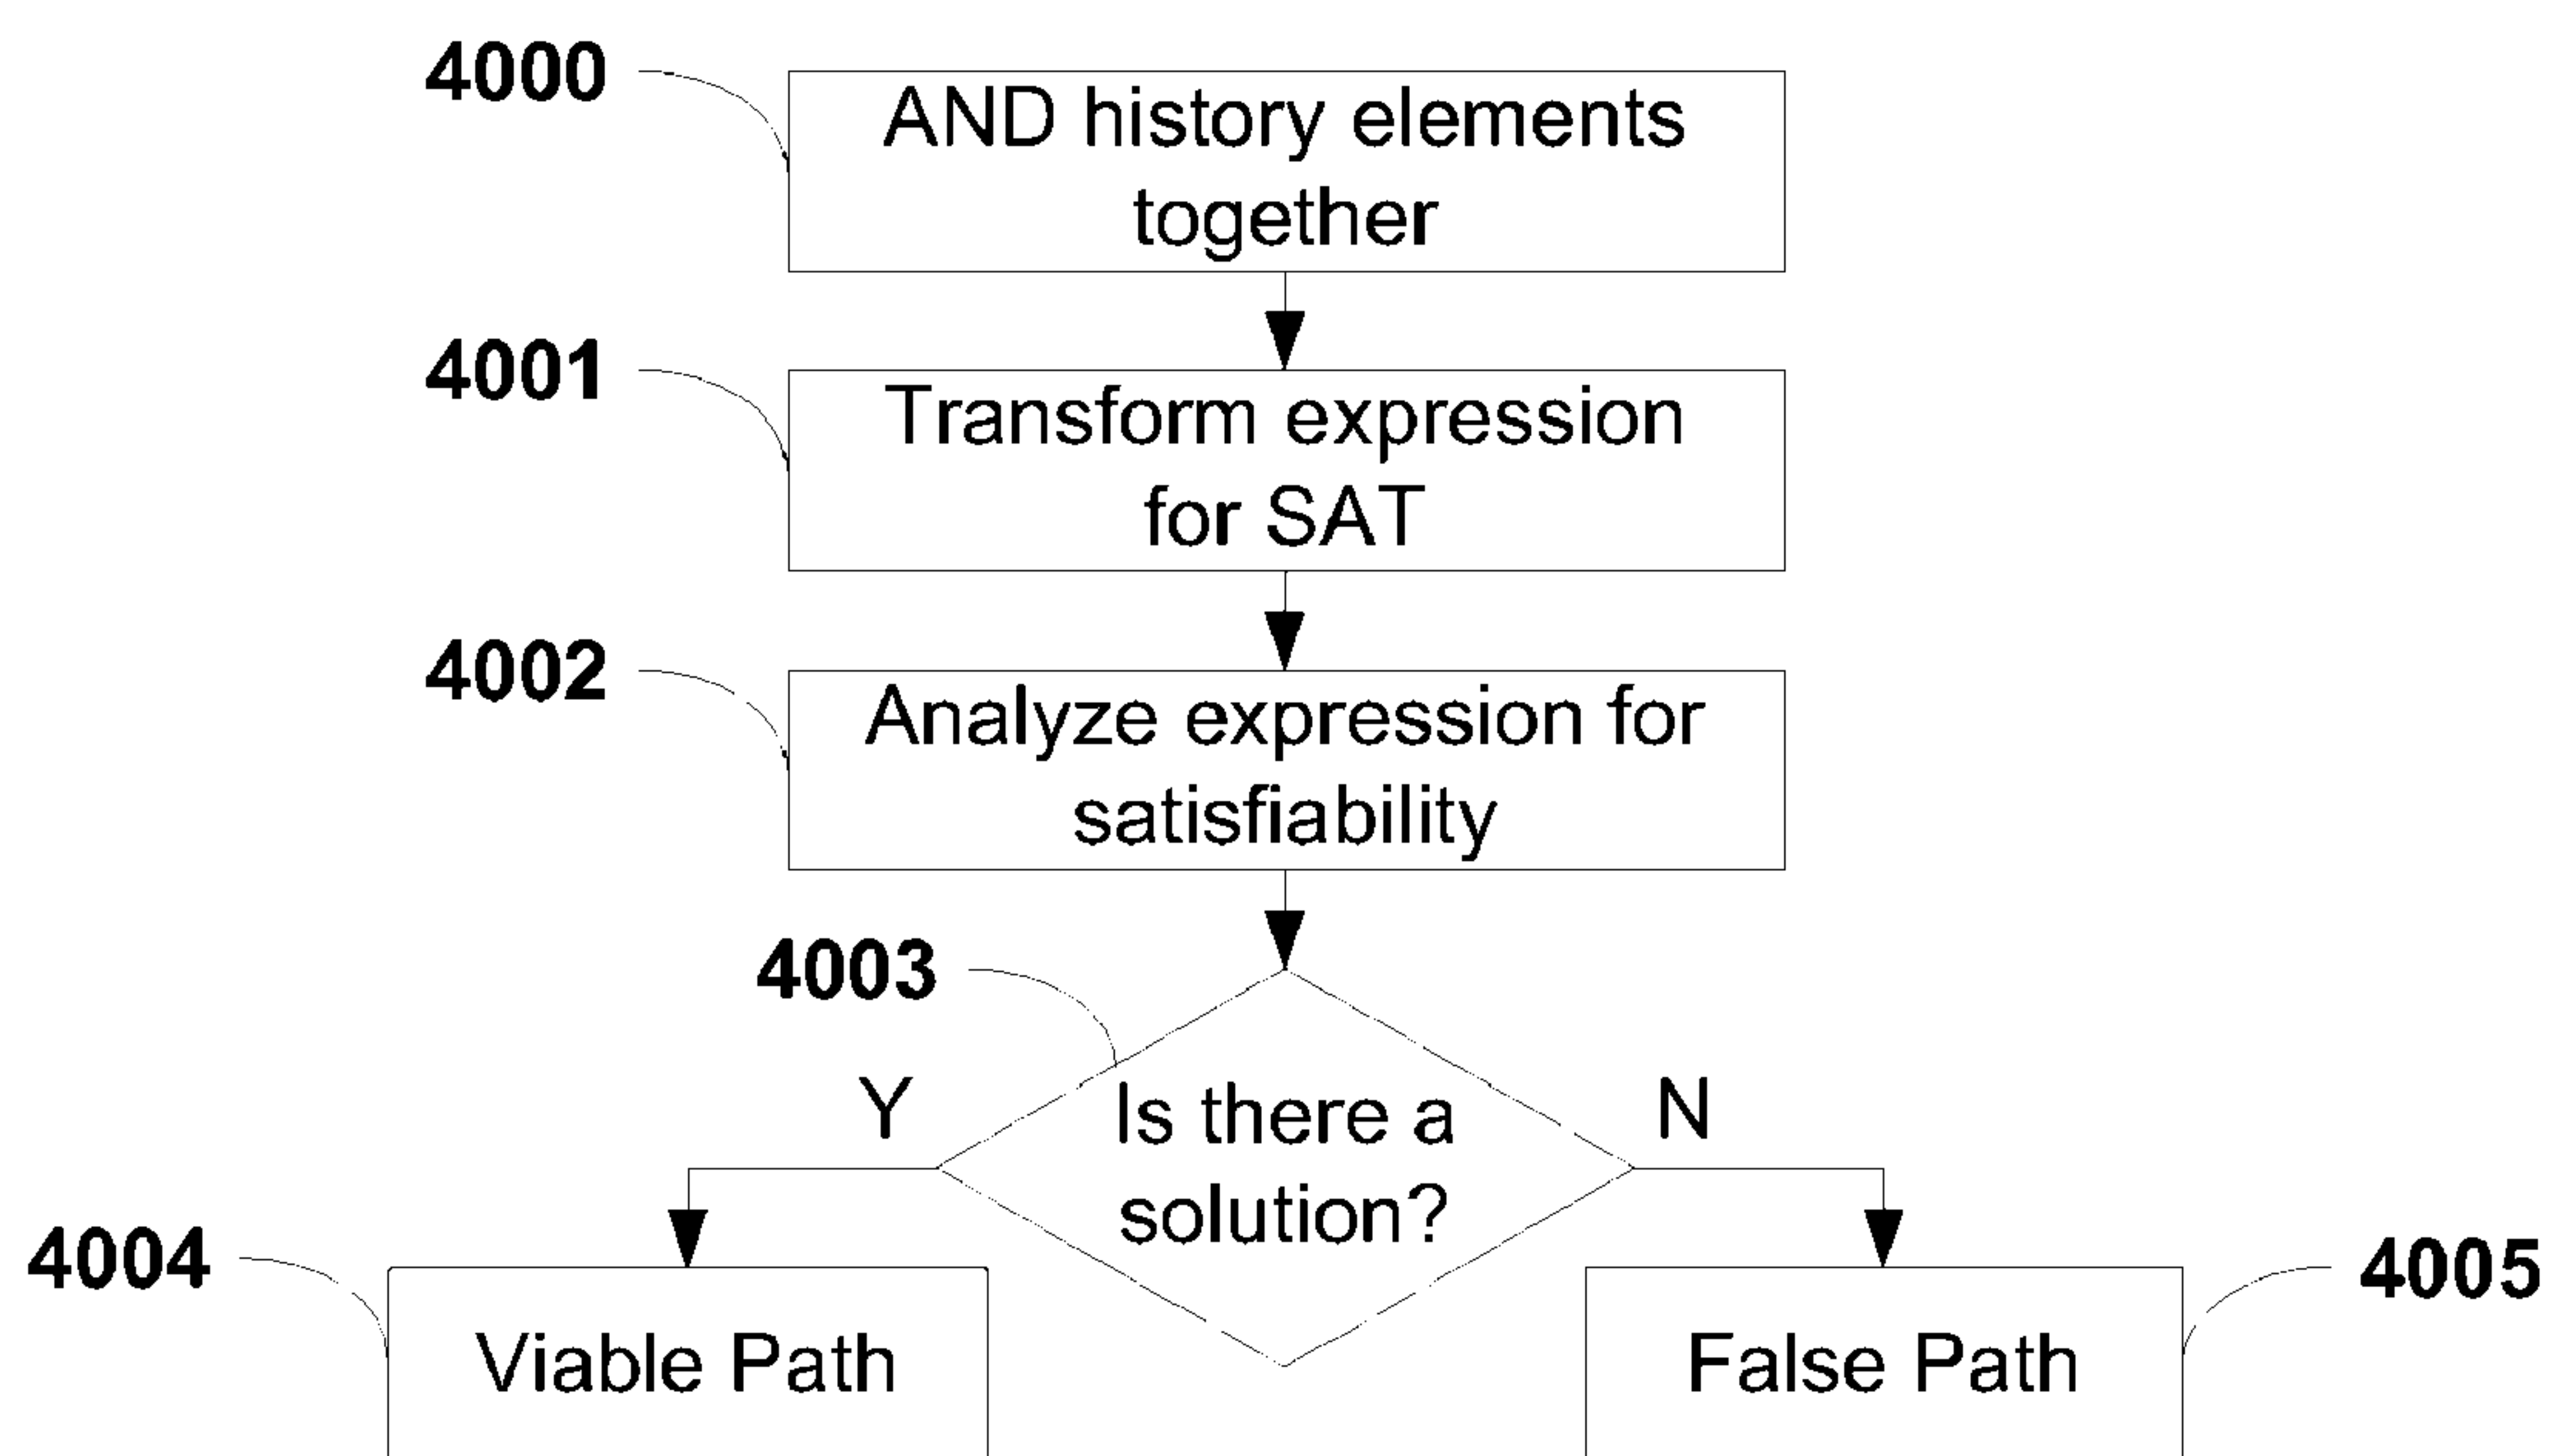 4000
AND history elements
together
4001
Transform expression
for SAT
4002
Analyze expression for
satisfiability
4003
Y
N
Is there a
solution?
4004
4005
Viable Path
False Path